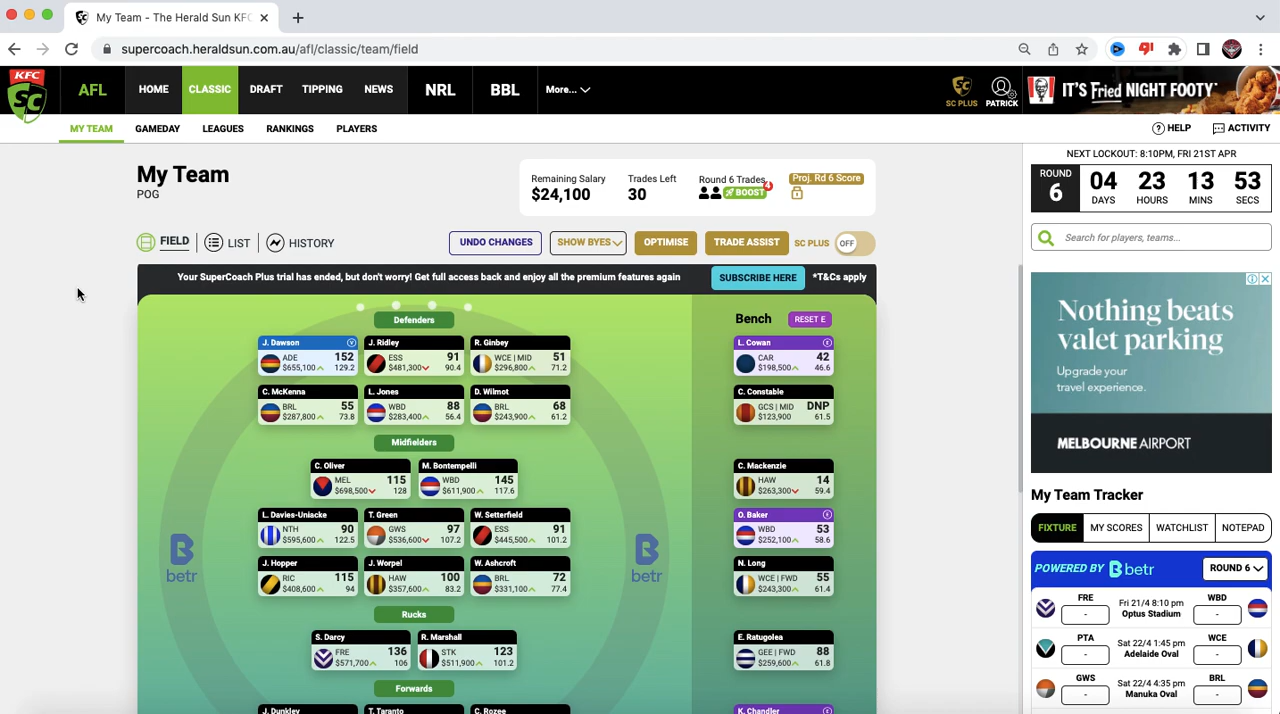 My Team - The Herald Sun KFC
supercoach.heraldsun.com.au/afl/classic/team/field
KFC SC AFL HOME CLASSIC DRAFT TIPPING NEWS NRL BBL More... SC PLUS PATRICK IT'S Fried NIGHT FOOTY
MY TEAM GAMEDAY LEAGUES RANKINGS PLAYERS HELP ACTIVITY
My Team
POG
Remaining Salary Trades Left Round 6 Trades Proj. Rd 6 Score
$24,100 30 BOOST 4
FIELD LIST HISTORY UNDO CHANGES SHOW BYES OPTIMISE TRADE ASSIST SC PLUS OFF
Your SuperCoach Plus trial has ended, but don't worry! Get full access back and enjoy all the premium features again SUBSCRIBE HERE *T&Cs apply
Defenders
J. Dawson V
ADE 152
$655,100 129.2
J. Ridley
ESS 91
$481,300 90.4
R. Ginbey
WCE | MID 51
$296,800 71.2
C. McKenna
BRL 55
$287,800 73.8
L. Jones
WBD 88
$283,400 56.4
D. Wilmot
BRL 68
$243,900 61.2
Midfielders
C. Oliver
MEL 115
$698,500 128
M. Bontempelli
WBD 145
$611,900 117.6
L. Davies-Uniacke
NTH 90
$595,600 122.5
T. Green
GWS 97
$536,600 107.2
W. Setterfield
ESS 91
$445,500 101.2
J. Hopper
RIC 115
$408,600 94
J. Worpel
HAW 100
$357,600 83.2
W. Ashcroft
BRL 72
$331,100 77.4
betr
betr
Rucks
S. Darcy
FRE 136
$571,700 106
R. Marshall
STK 123
$511,900 101.2
Forwards
J. Dunkley
T. Taranto
C. Rozee
Bench RESET E
L. Cowan E
CAR 42
$198,500 46.6
C. Constable
GCS | MID DNP
$123,900 61.5
C. Mackenzie
HAW 14
$263,300 59.4
O. Baker E
WBD 53
$252,100 58.6
N. Long
WCE | FWD 55
$243,300 61.4
E. Ratugolea
GEE | FWD 88
$259,600 61.8
K. Chandler E
NEXT LOCKOUT: 8:10PM, FRI 21ST APR
ROUND 6 04 23 13 53
DAYS HOURS MINS SECS
Search for players, teams...
Nothing beats
valet parking
Upgrade your
travel experience.
MELBOURNE AIRPORT
My Team Tracker
FIXTURE MY SCORES WATCHLIST NOTEPAD
POWERED BY betr ROUND 6
FRE Fri 21/4 8:10 pm WBD
- Optus Stadium -
PTA Sat 22/4 1:45 pm WCE
- Adelaide Oval -
GWS Sat 22/4 4:35 pm BRL
- Manuka Oval -